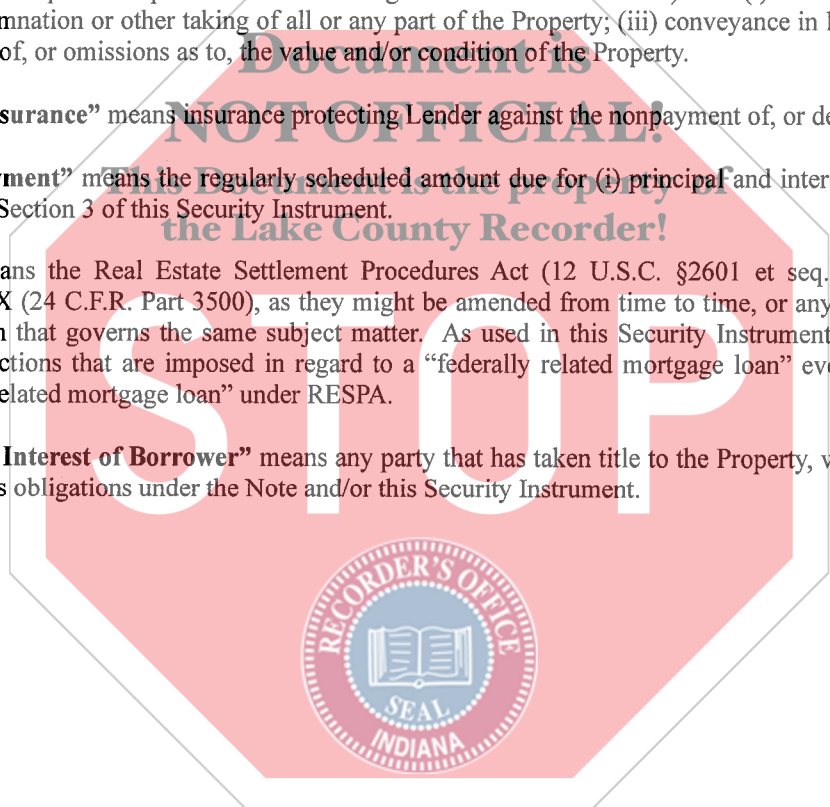 mnation or other taking of all or any part of the Property; (iii) conveyance in
of, or omissions as to, the value and/or condition of the Property.
Document is
surance” means insurance protecting Lender against the nonpayment of, or de
NOT OFFICIAL!
ment” means the regularly scheduled amount due for (i) principal and inter
This Document is the property of
Section 3 of this Security Instrument.
the Lake County Recorder!
ans the Real Estate Settlement Procedures Act (12 U.S.C. §2601 et seq.
X (24 C.F.R. Part 3500), as they might be amended from time to time, or any
that governs the same subject matter. As used in this Security Instrument
ctions that are imposed in regard to a “federally related mortgage loan” eve
elated mortgage loan” under RESPA.
STOP
Interest of Borrower” means any party that has taken title to the Property,
s obligations under the Note and/or this Security Instrument.
RECORDER'S OFFICE
SEAL
INDIANA